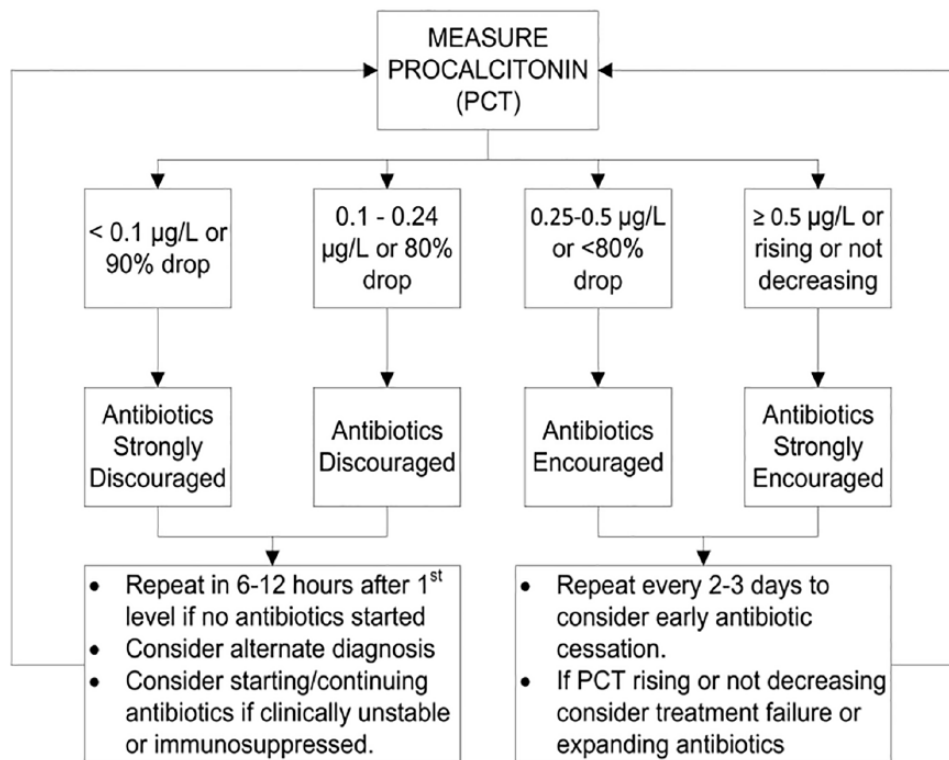 MEASURE
PROCALCITONIN
(PCT)
< 0.1 µg/L or
90% drop
0.1 - 0.24
µg/L or 80%
drop
0.25-0.5 µg/L
or <80%
drop
≥ 0.5 µg/L or
rising or not
decreasing
Antibiotics
Strongly
Discouraged
Antibiotics
Discouraged
Antibiotics
Encouraged
Antibiotics
Strongly
Encouraged
• Repeat in 6-12 hours after 1st
level if no antibiotics started
• Consider alternate diagnosis
• Consider starting/continuing
antibiotics if clinically unstable
or immunosuppressed.
• Repeat every 2-3 days to
consider early antibiotic
cessation.
• If PCT rising or not decreasing
consider treatment failure or
expanding antibiotics